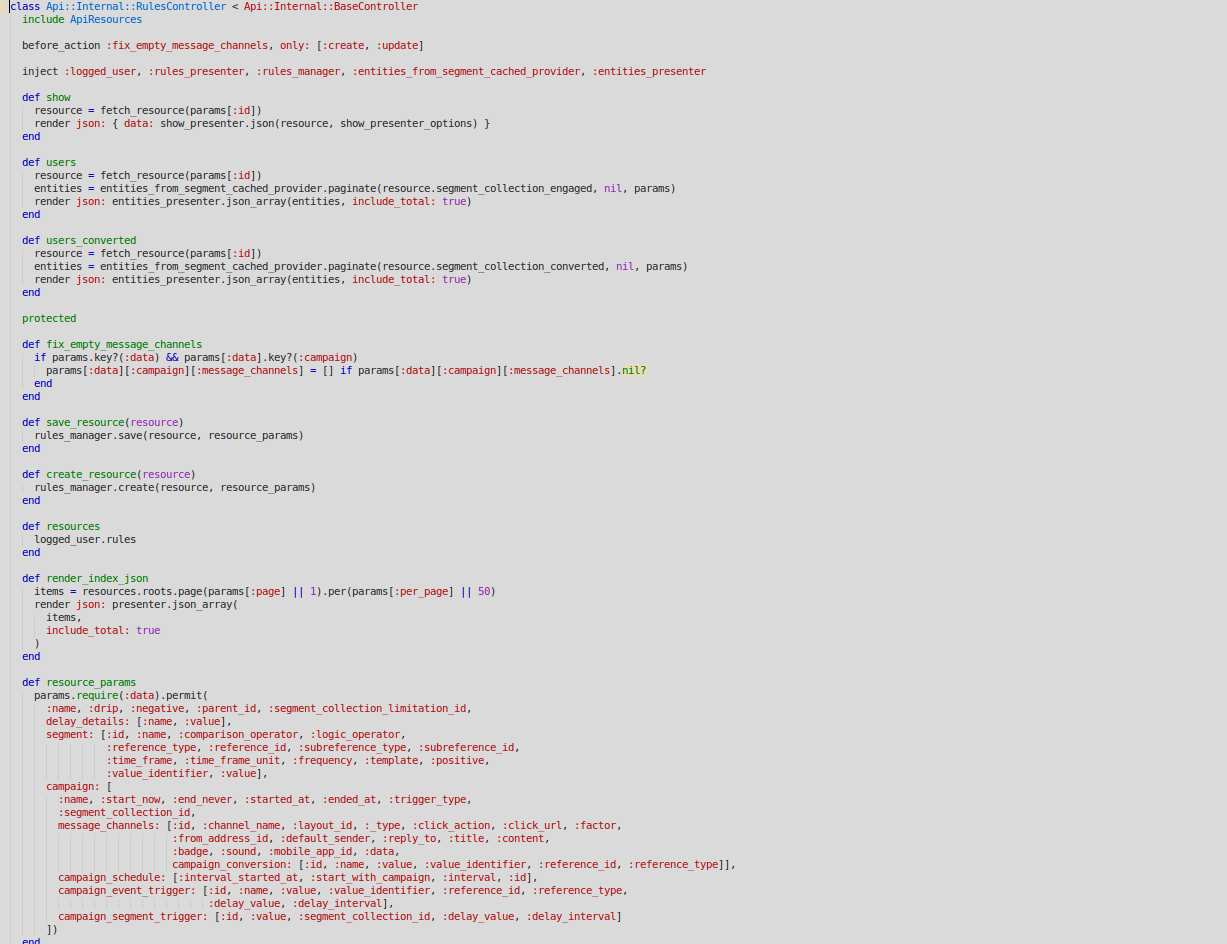 class Api::Internal::RulesController < Api::Internal::BaseController
  include ApiResources

  before_action :fix_empty_message_channels, only: [:create, :update]

  inject :logged_user, :rules_presenter, :rules_manager, :entities_from_segment_cached_provider, :entities_presenter

  def show
    resource = fetch_resource(params[:id])
    render json: { data: show_presenter.json(resource, show_presenter_options) }
  end

  def users
    resource = fetch_resource(params[:id])
    entities = entities_from_segment_cached_provider.paginate(resource.segment_collection_engaged, nil, params)
    render json: entities_presenter.json_array(entities, include_total: true)
  end

  def users_converted
    resource = fetch_resource(params[:id])
    entities = entities_from_segment_cached_provider.paginate(resource.segment_collection_converted, nil, params)
    render json: entities_presenter.json_array(entities, include_total: true)
  end

  protected

  def fix_empty_message_channels
    if params.key?(:data) && params[:data].key?(:campaign)
      params[:data][:campaign][:message_channels] = [] if params[:data][:campaign][:message_channels].nil?
    end
  end

  def save_resource(resource)
    rules_manager.save(resource, resource_params)
  end

  def create_resource(resource)
    rules_manager.create(resource, resource_params)
  end

  def resources
    logged_user.rules
  end

  def render_index_json
    items = resources.roots.page(params[:page] || 1).per(params[:per_page] || 50)
    render json: presenter.json_array(
      items,
      include_total: true
    )
  end

  def resource_params
    params.require(:data).permit(
      :name, :drip, :negative, :parent_id, :segment_collection_limitation_id,
      delay_details: [:name, :value],
      segment: [:id, :name, :comparison_operator, :logic_operator,
                :reference_type, :reference_id, :subreference_type, :subreference_id,
                :time_frame, :time_frame_unit, :frequency, :template, :positive,
                :value_identifier, :value],
      campaign: [
        :name, :start_now, :end_never, :started_at, :ended_at, :trigger_type,
        :segment_collection_id,
        message_channels: [:id, :channel_name, :layout_id, :_type, :click_action, :click_url, :factor,
                           :from_address_id, :default_sender, :reply_to, :title, :content,
                           :badge, :sound, :mobile_app_id, :data,
                           campaign_conversion: [:id, :name, :value, :value_identifier, :reference_id, :reference_type]],
        campaign_schedule: [:interval_started_at, :start_with_campaign, :interval, :id],
        campaign_event_trigger: [:id, :name, :value, :value_identifier, :reference_id, :reference_type,
                                 :delay_value, :delay_interval],
        campaign_segment_trigger: [:id, :value, :segment_collection_id, :delay_value, :delay_interval]
      ])
  end